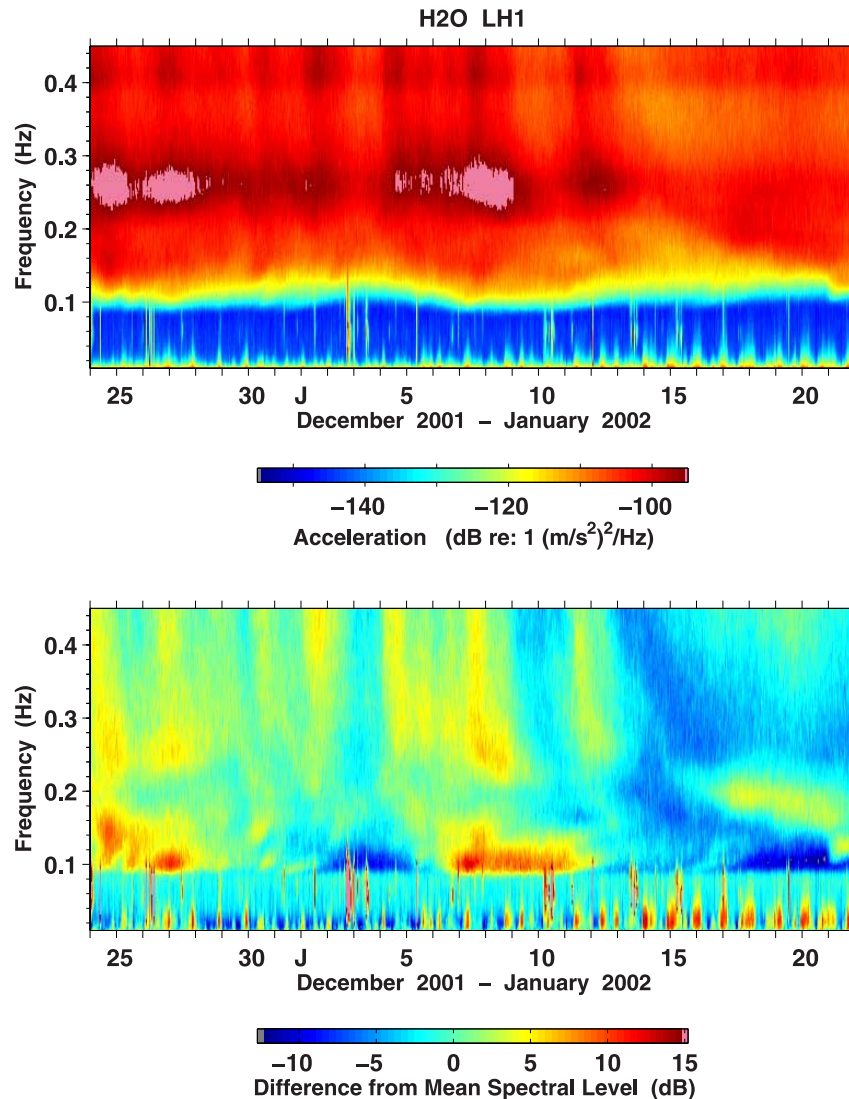 H2O LH1
0.4
0.3
0.2
0.1
Frequency (Hz)
25 30 J 5 10 15 20
December 2001 – January 2002
−140 −120 −100
Acceleration (dB re: 1 (m/s²)²/Hz)
0.4
0.3
0.2
0.1
Frequency (Hz)
25 30 J 5 10 15 20
December 2001 – January 2002
−10 −5 0 5 10 15
Difference from Mean Spectral Level (dB)